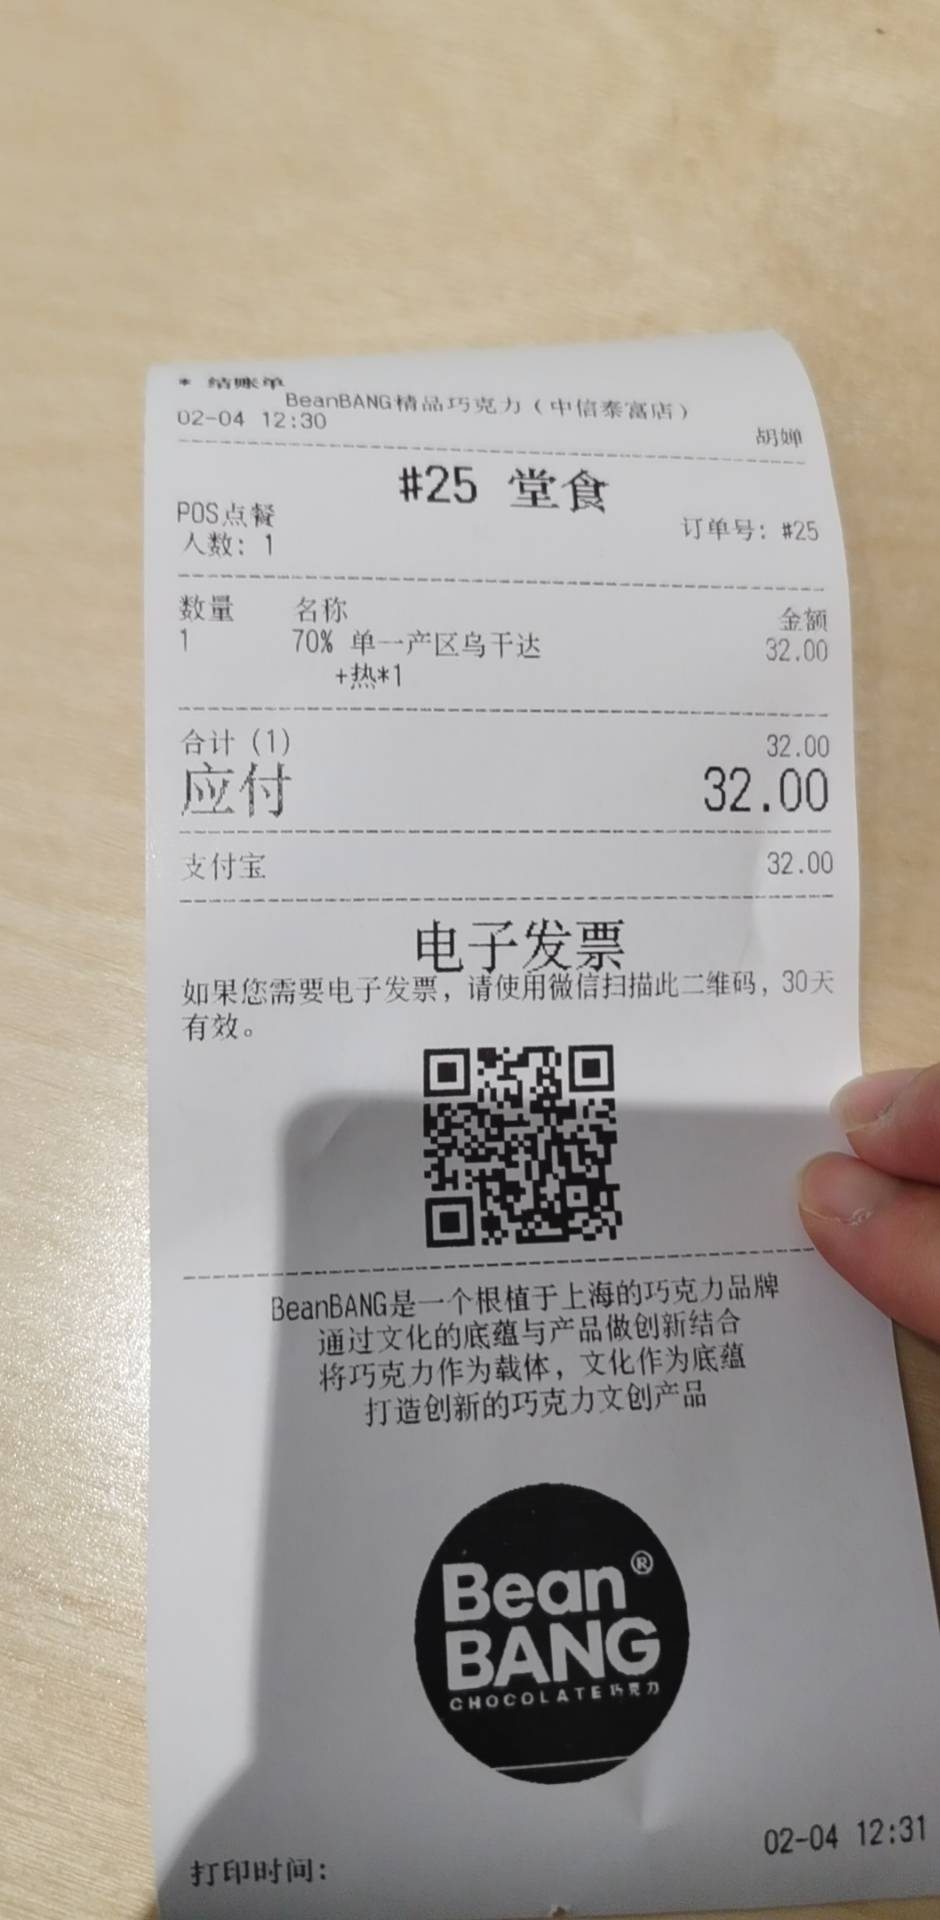 * 结账单
BeanBANG精品巧克力（中信泰富店）
02-04 12:30
胡婵
#25 堂食
POS点餐
订单号：#25
人数：1
数量 名称 金额
1 70% 单一产区乌干达 32.00
+热*1
合计（1） 32.00
应付 32.00
支付宝 32.00
电子发票
如果您需要电子发票，请使用微信扫描此二维码，30天
有效。
BeanBANG是一个根植于上海的巧克力品牌
通过文化的底蕴与产品做创新结合
将巧克力作为载体，文化作为底蕴
打造创新的巧克力文创产品
Bean®
BANG
CHOCOLATE 巧克力
打印时间： 02-04 12:31